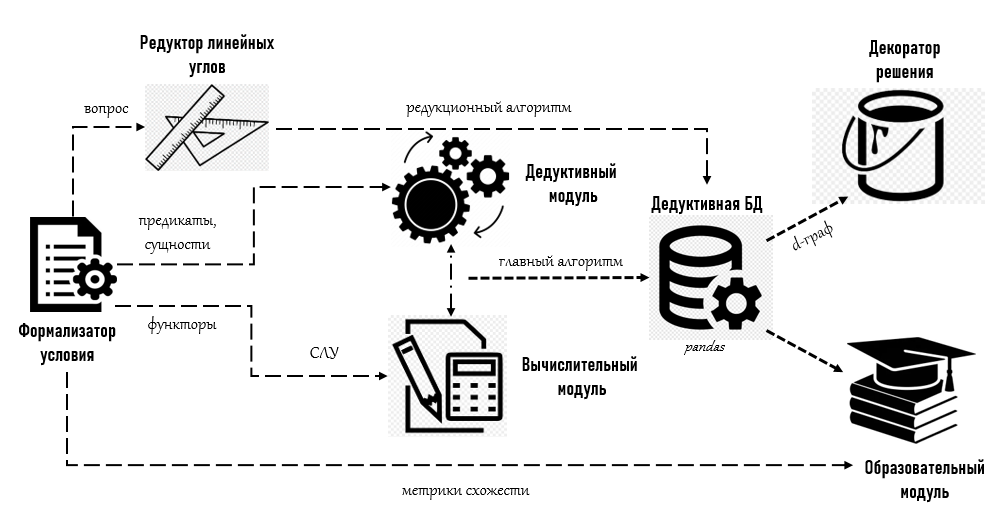 Редуктор линейных
углов
Декоратор
решения
вопрос
редукционный алгоритм
Дедуктивный
модуль
Дедуктивная БД
предикаты,
сущности
d-граф
главный алгоритм
функторы
Формализатор
условия
pandas
СЛУ
Вычислительный
модуль
Образовательный
модуль
метрики схожести